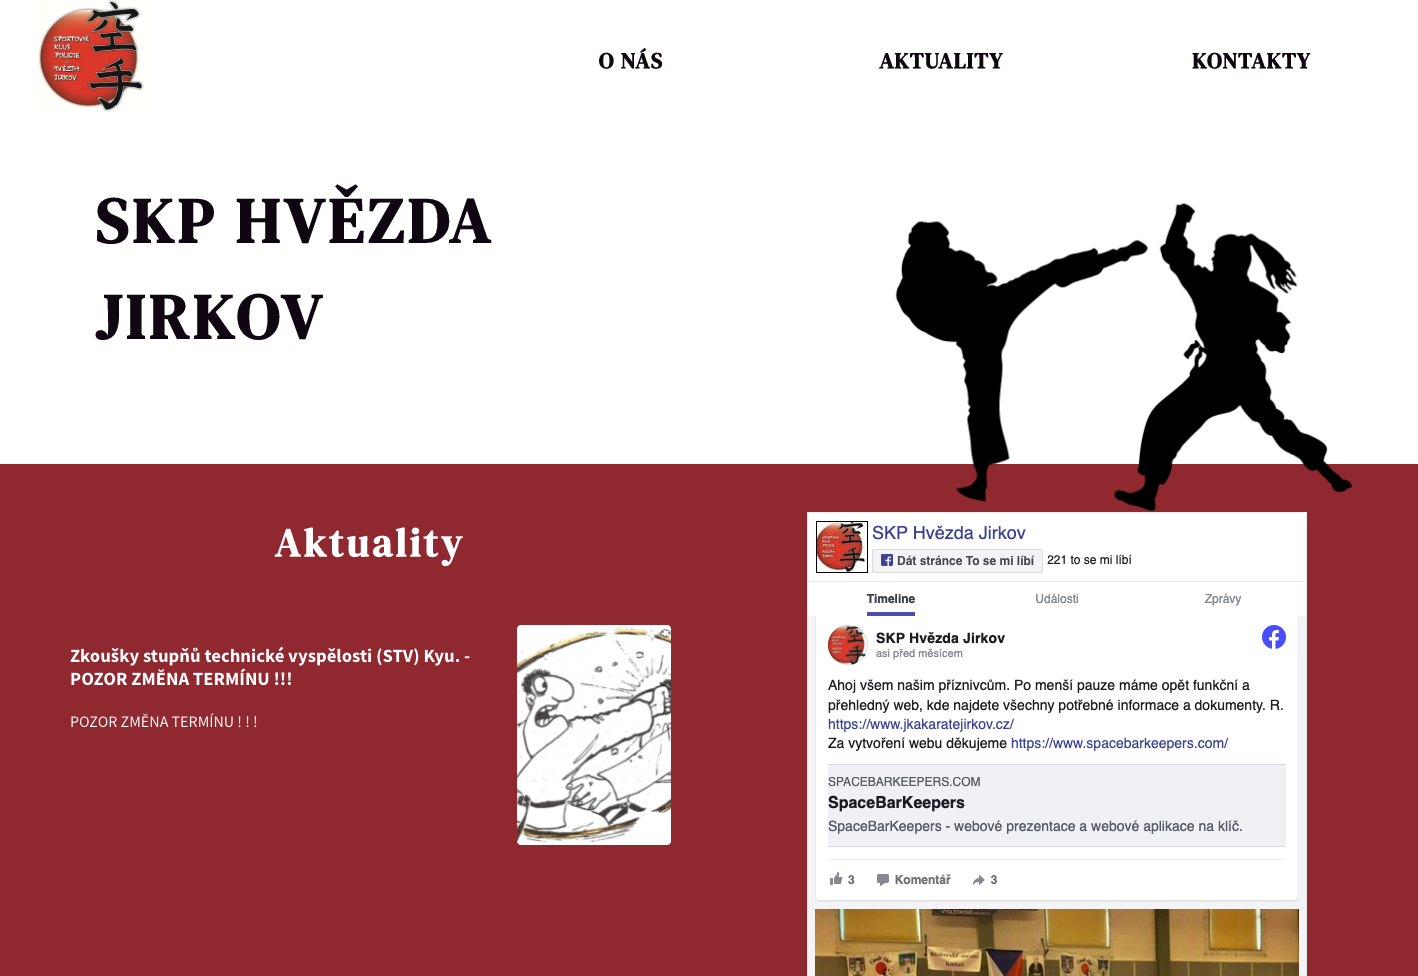 空手
SPORTOVNÍ
KLUB
POLICIE
HVĚZDA
JIRKOV
O NÁS
AKTUALITY
KONTAKTY
SKP HVĚZDA
JIRKOV
Aktuality
Zkoušky stupňů technické vyspělosti (STV) Kyu. -
POZOR ZMĚNA TERMÍNU !!!
POZOR ZMĚNA TERMÍNU ! ! !
SKP Hvězda Jirkov
Dát stránce To se mi líbí
221 to se mi líbí
Timeline
Události
Zprávy
SKP Hvězda Jirkov
asi před měsícem
Ahoj všem našim příznivcům. Po menší pauze máme opět funkční a
přehledný web, kde najdete všechny potřebné informace a dokumenty. R.
https://www.jkakaratejirkov.cz/
Za vytvoření webu děkujeme https://www.spacebarkeepers.com/
SPACEBARKEEPERS.COM
SpaceBarKeepers
SpaceBarKeepers - webové prezentace a webové aplikace na klíč.
3
Komentář
3